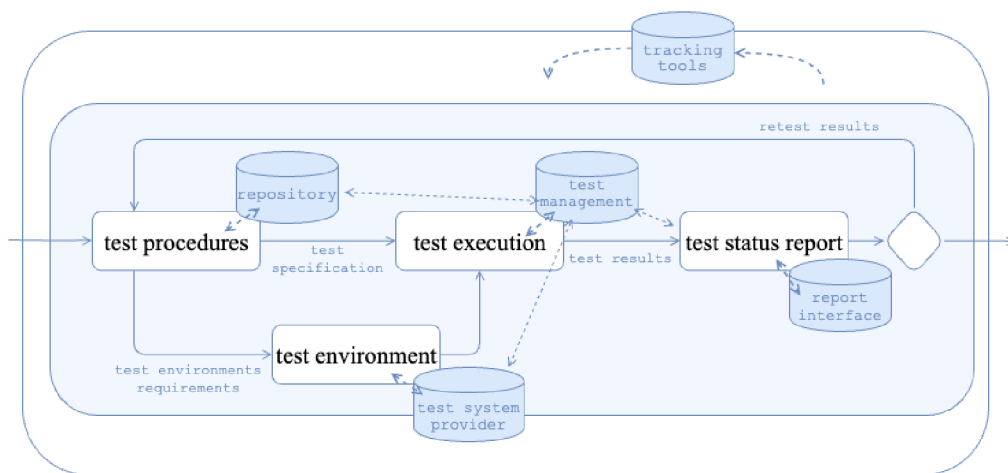 tracking
tools
retest results
repository
test
management
test procedures
test
specification
test execution
test results
test status report
report
interface
test environment
test environments
requirements
test system
provider